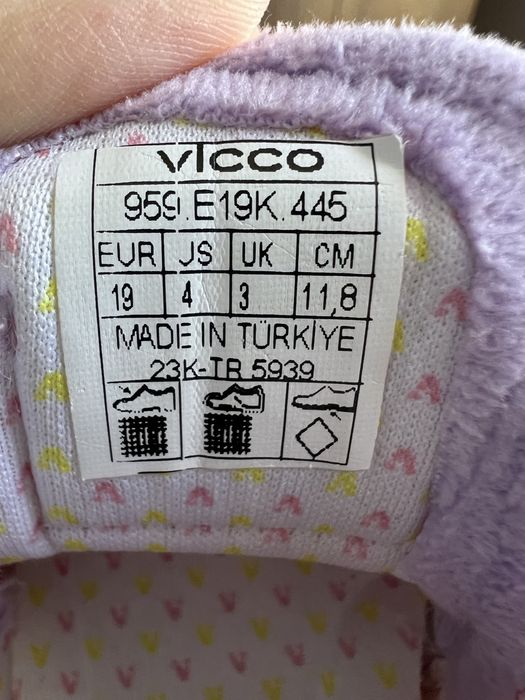 vicco
959.E19K.445
EUR US UK CM
19 4 3 11,8
MADE IN TÜRKİYE
23K-TR 5939